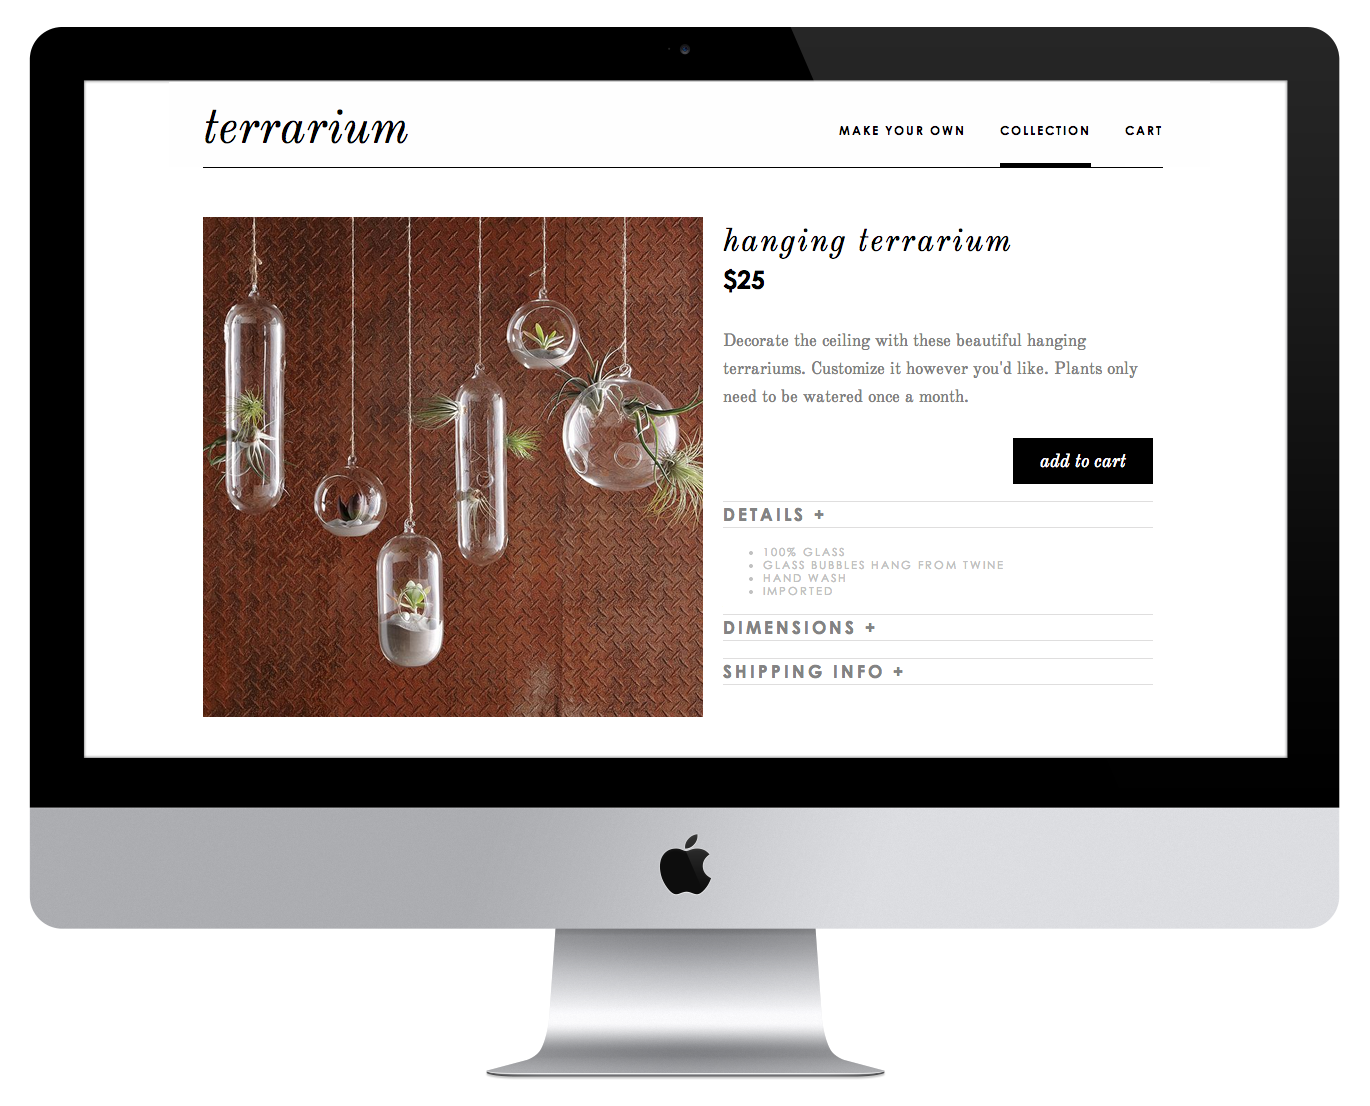 terrarium
MAKE YOUR OWN COLLECTION CART
hanging terrarium
$25
Decorate the ceiling with these beautiful hanging
terrariums. Customize it however you'd like. Plants only
need to be watered once a month.
add to cart
DETAILS +
• 100% GLASS
• GLASS BUBBLES HANG FROM TWINE
• HAND WASH
• IMPORTED
DIMENSIONS +
SHIPPING INFO +